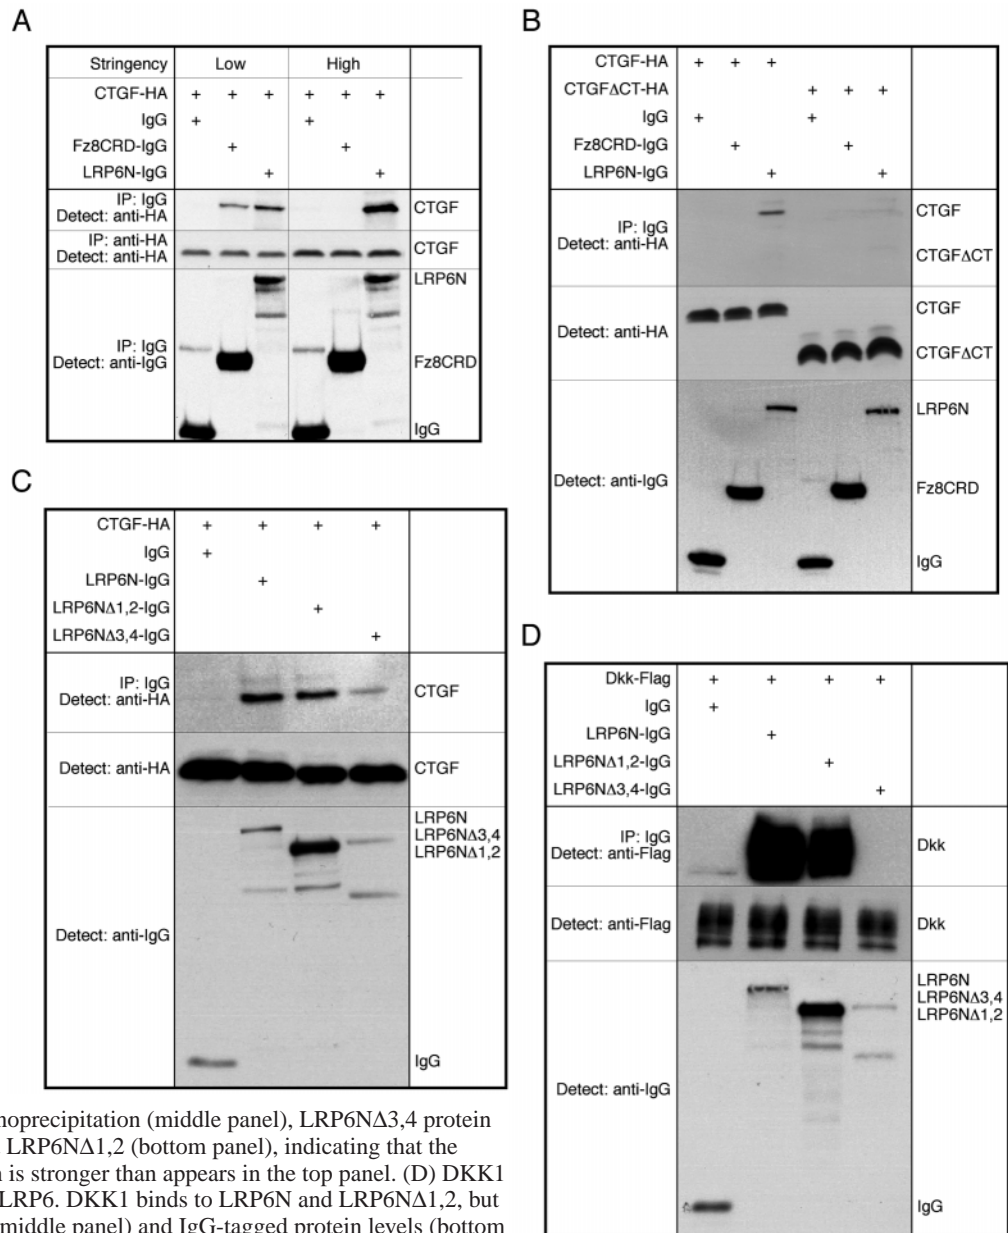 A
Stringency Low High
CTGF-HA + + + + + +
IgG + +
Fz8CRD-IgG + +
LRP6N-IgG + +
IP: IgG
Detect: anti-HA
CTGF
IP: anti-HA
Detect: anti-HA
CTGF
LRP6N
IP: IgG
Detect: anti-IgG
Fz8CRD
IgG
B
CTGF-HA + + +
CTGFΔCT-HA + + +
IgG + +
Fz8CRD-IgG + +
LRP6N-IgG + +
IP: IgG
Detect: anti-HA
CTGF
CTGFΔCT
Detect: anti-HA
CTGF
CTGFΔCT
LRP6N
Detect: anti-IgG
Fz8CRD
IgG
C
CTGF-HA + + + +
IgG +
LRP6N-IgG +
LRP6NΔ1,2-IgG +
LRP6NΔ3,4-IgG +
IP: IgG
Detect: anti-HA
CTGF
Detect: anti-HA
CTGF
LRP6N
LRP6NΔ3,4
LRP6NΔ1,2
Detect: anti-IgG
IgG
D
Dkk-Flag + + + +
IgG +
LRP6N-IgG +
LRP6NΔ1,2-IgG +
LRP6NΔ3,4-IgG +
IP: IgG
Detect: anti-Flag
Dkk
Detect: anti-Flag
Dkk
LRP6N
LRP6NΔ3,4
LRP6NΔ1,2
Detect: anti-IgG
IgG
noprecipitation (middle panel), LRP6NΔ3,4 protein
LRP6NΔ1,2 (bottom panel), indicating that the
is stronger than appears in the top panel. (D) DKK1
LRP6. DKK1 binds to LRP6N and LRP6NΔ1,2, but
middle panel) and IgG-tagged protein levels (bottom